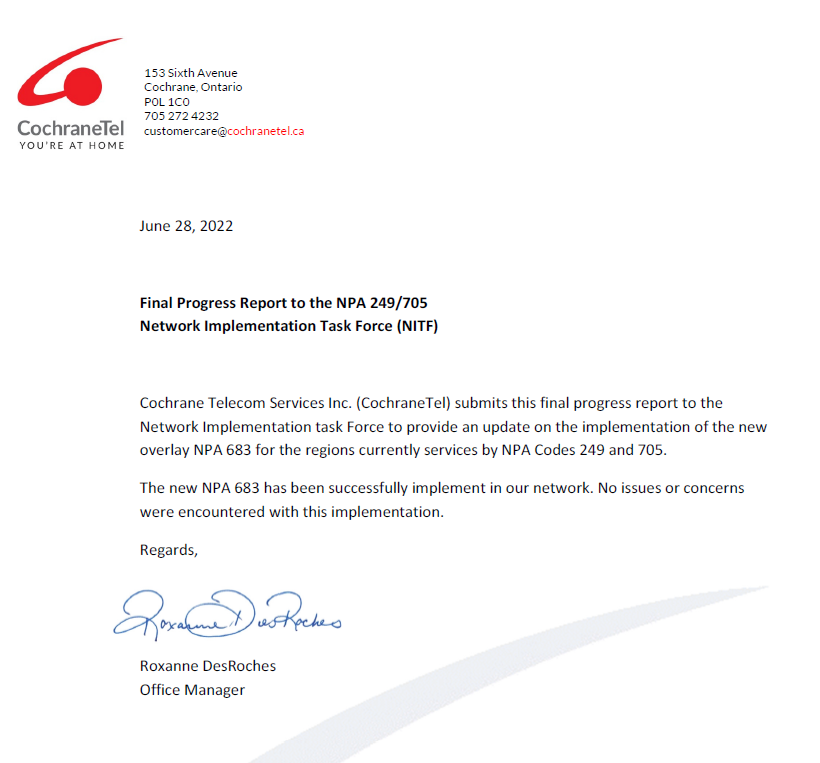 CochraneTel
YOU'RE AT HOME
153 Sixth Avenue
Cochrane, Ontario
P0L 1C0
705 272 4232
customercare@cochranetel.ca
June 28, 2022
Final Progress Report to the NPA 249/705
Network Implementation Task Force (NITF)
Cochrane Telecom Services Inc. (CochraneTel) submits this final progress report to the
Network Implementation task Force to provide an update on the implementation of the new
overlay NPA 683 for the regions currently services by NPA Codes 249 and 705.
The new NPA 683 has been successfully implement in our network. No issues or concerns
were encountered with this implementation.
Regards,
Roxanne DesRoches
Roxanne DesRoches
Office Manager